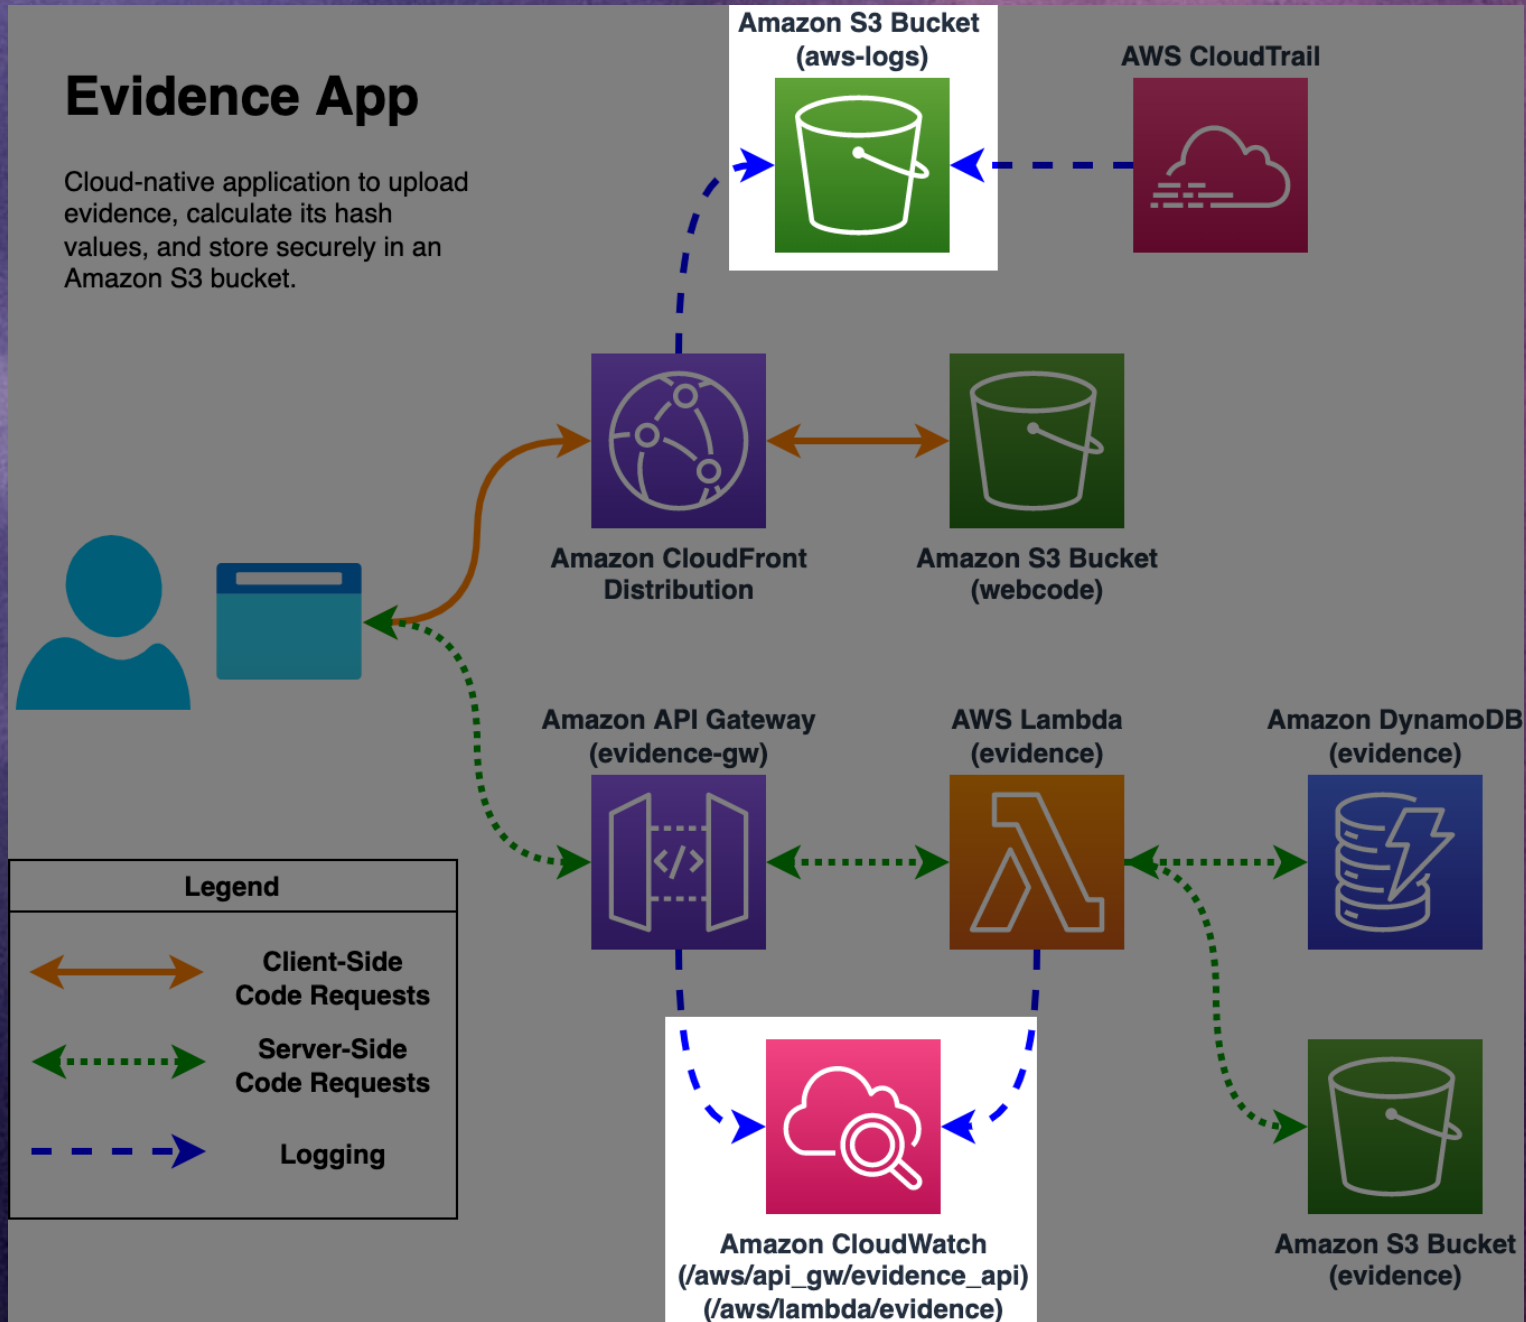 Amazon S3 Bucket
(aws-logs)
AWS CloudTrail
Evidence App
Cloud-native application to upload
evidence, calculate its hash
values, and store securely in an
Amazon S3 bucket.
Amazon CloudFront
Distribution
Amazon S3 Bucket
(webcode)
Amazon API Gateway
(evidence-gw)
AWS Lambda
(evidence)
Amazon DynamoDB
(evidence)
</>
Legend
Client-Side
Code Requests
Server-Side
Code Requests
Logging
Amazon CloudWatch
(/aws/api_gw/evidence_api)
(/aws/lambda/evidence)
Amazon S3 Bucket
(evidence)